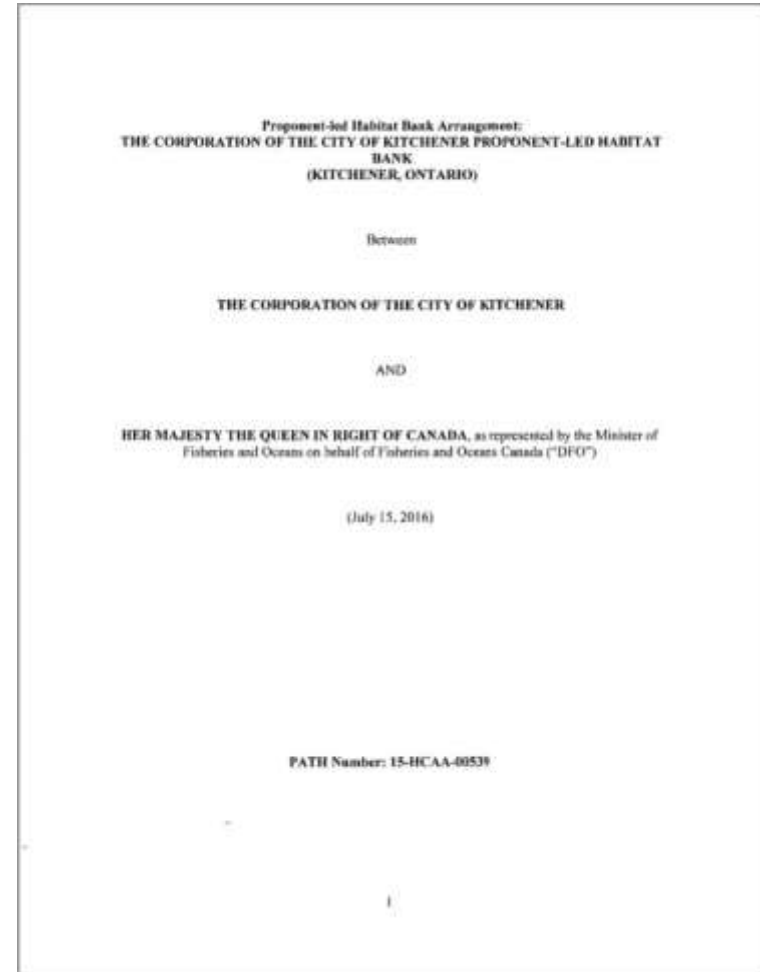 Proponent-led Habitat Bank Arrangement:
THE CORPORATION OF THE CITY OF KITCHENER PROPONENT-LED HABITAT
BANK
(KITCHENER, ONTARIO)
Between
THE CORPORATION OF THE CITY OF KITCHENER
AND
HER MAJESTY THE QUEEN IN RIGHT OF CANADA, as represented by the Minister of
Fisheries and Oceans on behalf of Fisheries and Oceans Canada ("DFO")
(July 15, 2016)
PATH Number: 15-HCAA-00539
1